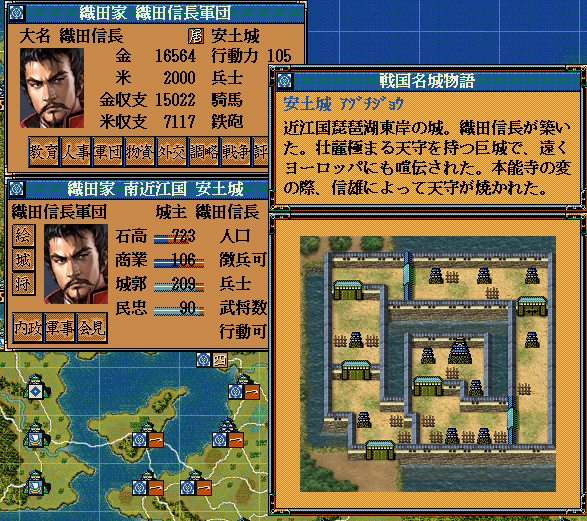 織田家 織田信長軍団
大名 織田信長 居 安土城
金 16564 行動力 105
米 2000 兵士
金収支 15022 騎馬
米収支 7117 鉄砲
教育 人事 軍団 物資 外交 調略 戦争
織田家 南近江国 安土城
織田信長軍団 城主 織田信長
絵 石高 723 人口
城 商業 106 徴兵可
将 城郭 209 兵士
民忠 90 武将数
内政 軍事 会見 行動可
四
戦国名城物語
安土城 アヅチジョウ
近江国琵琶湖東岸の城。織田信長が築い
た。壮麗極まる天守を持つ巨城で、遠く
ヨーロッパにも喧伝された。本能寺の変
の際、信雄によって天守が焼かれた。